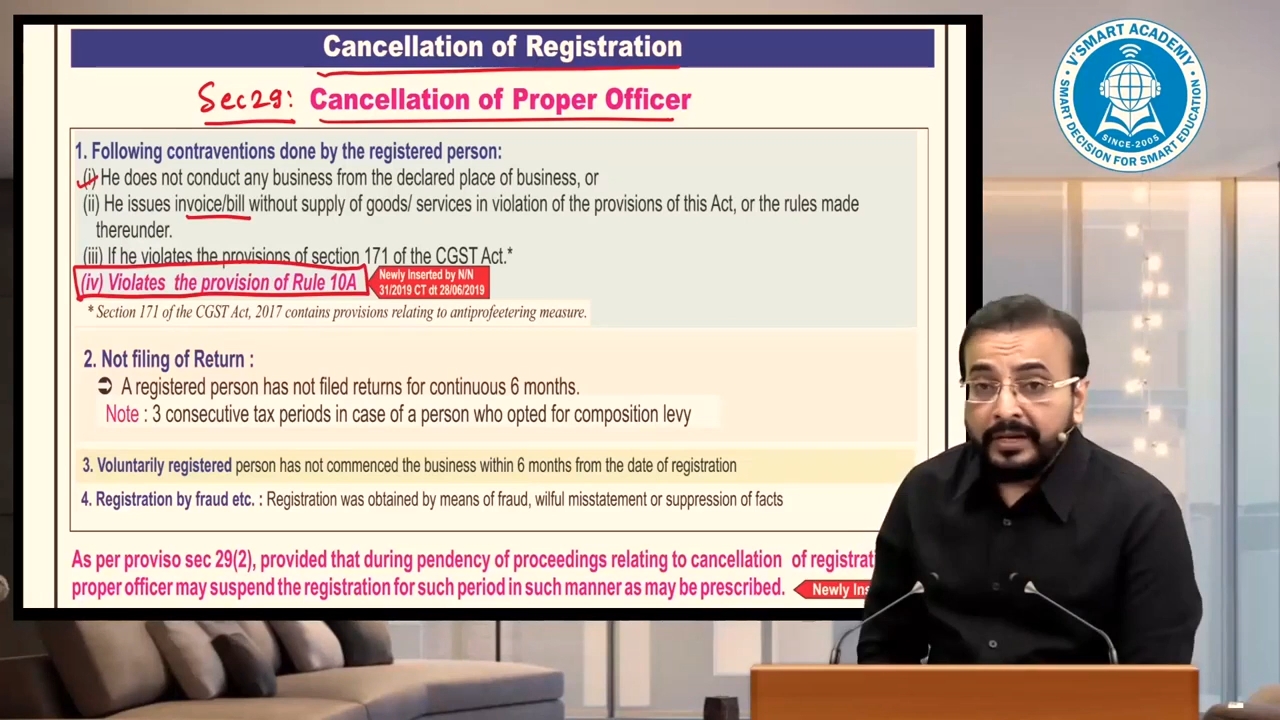 Cancellation of Registration
Sec 29: Cancellation of Proper Officer
1. Following contraventions done by the registered person:
(i) He does not conduct any business from the declared place of business, or
(ii) He issues invoice/bill without supply of goods/ services in violation of the provisions of this Act, or the rules made
thereunder.
(iii) If he violates the provisions of section 171 of the CGST Act.*
(iv) Violates the provision of Rule 10A
Newly Inserted by N/N
31/2019 CT dt 28/06/2019
* Section 171 of the CGST Act, 2017 contains provisions relating to antiprofeetering measure.
2. Not filing of Return :
➲ A registered person has not filed returns for continuous 6 months.
Note : 3 consecutive tax periods in case of a person who opted for composition levy
3. Voluntarily registered person has not commenced the business within 6 months from the date of registration
4. Registration by fraud etc. : Registration was obtained by means of fraud, wilful misstatement or suppression of facts
As per proviso sec 29(2), provided that during pendency of proceedings relating to cancellation of registrati
proper officer may suspend the registration for such period in such manner as may be prescribed.
Newly Ins
V'SMART ACADEMY
SMART DECISION FOR SMART EDUCATION
SINCE-2005